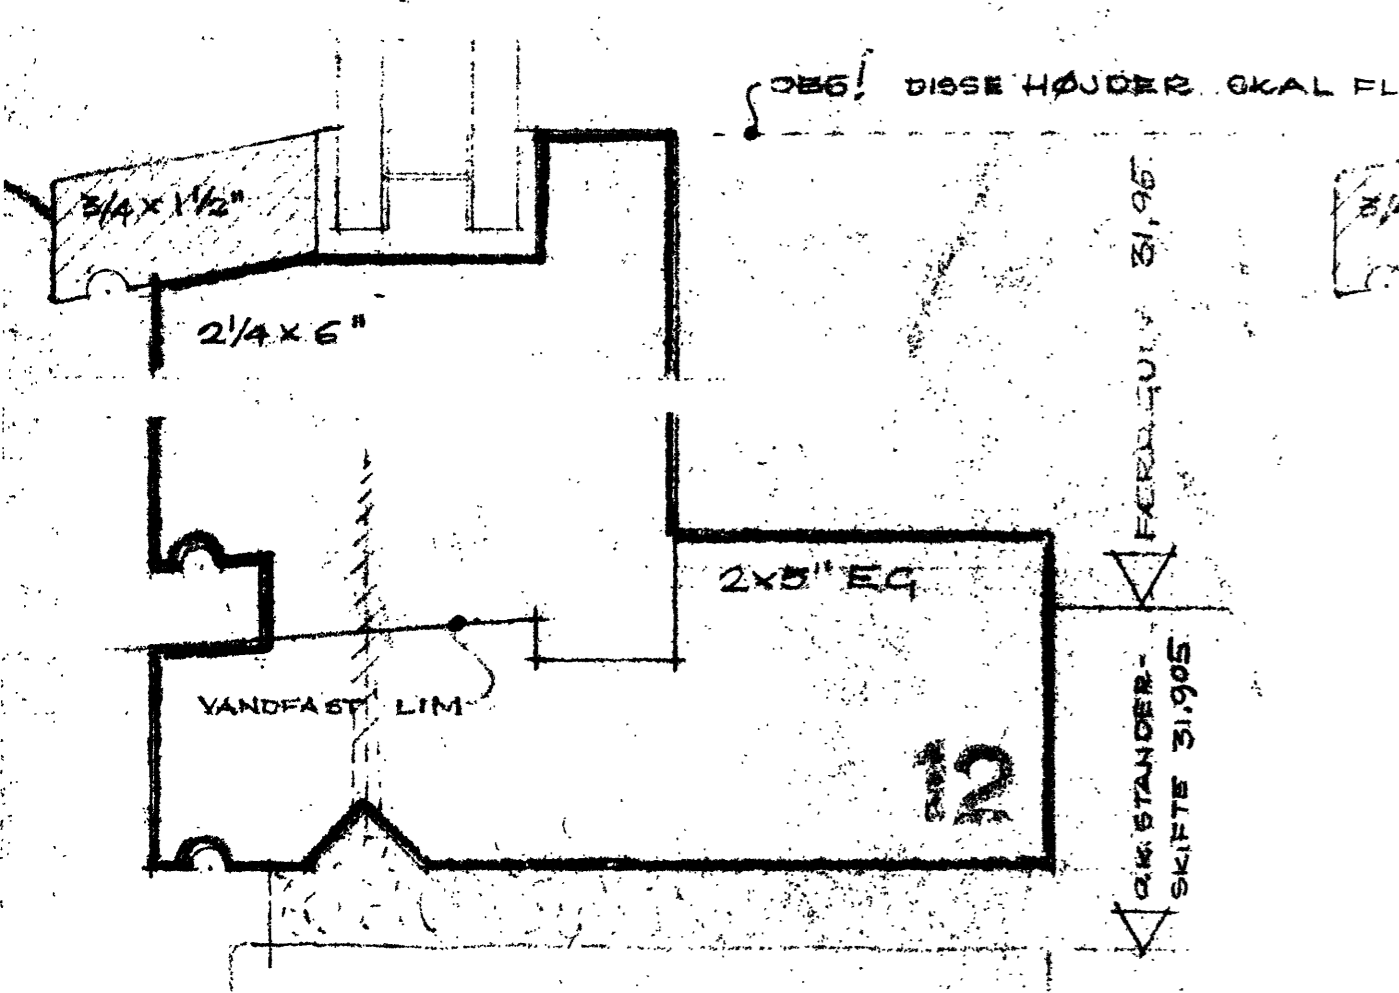 OBS! DISSE HØJDER SKAL FL
3/4 x 1 1/2"
2 1/4 x 6"
31,95
2x5" EG
VANDFAST LIM
12
STANDER-
SKIFTE 31,905